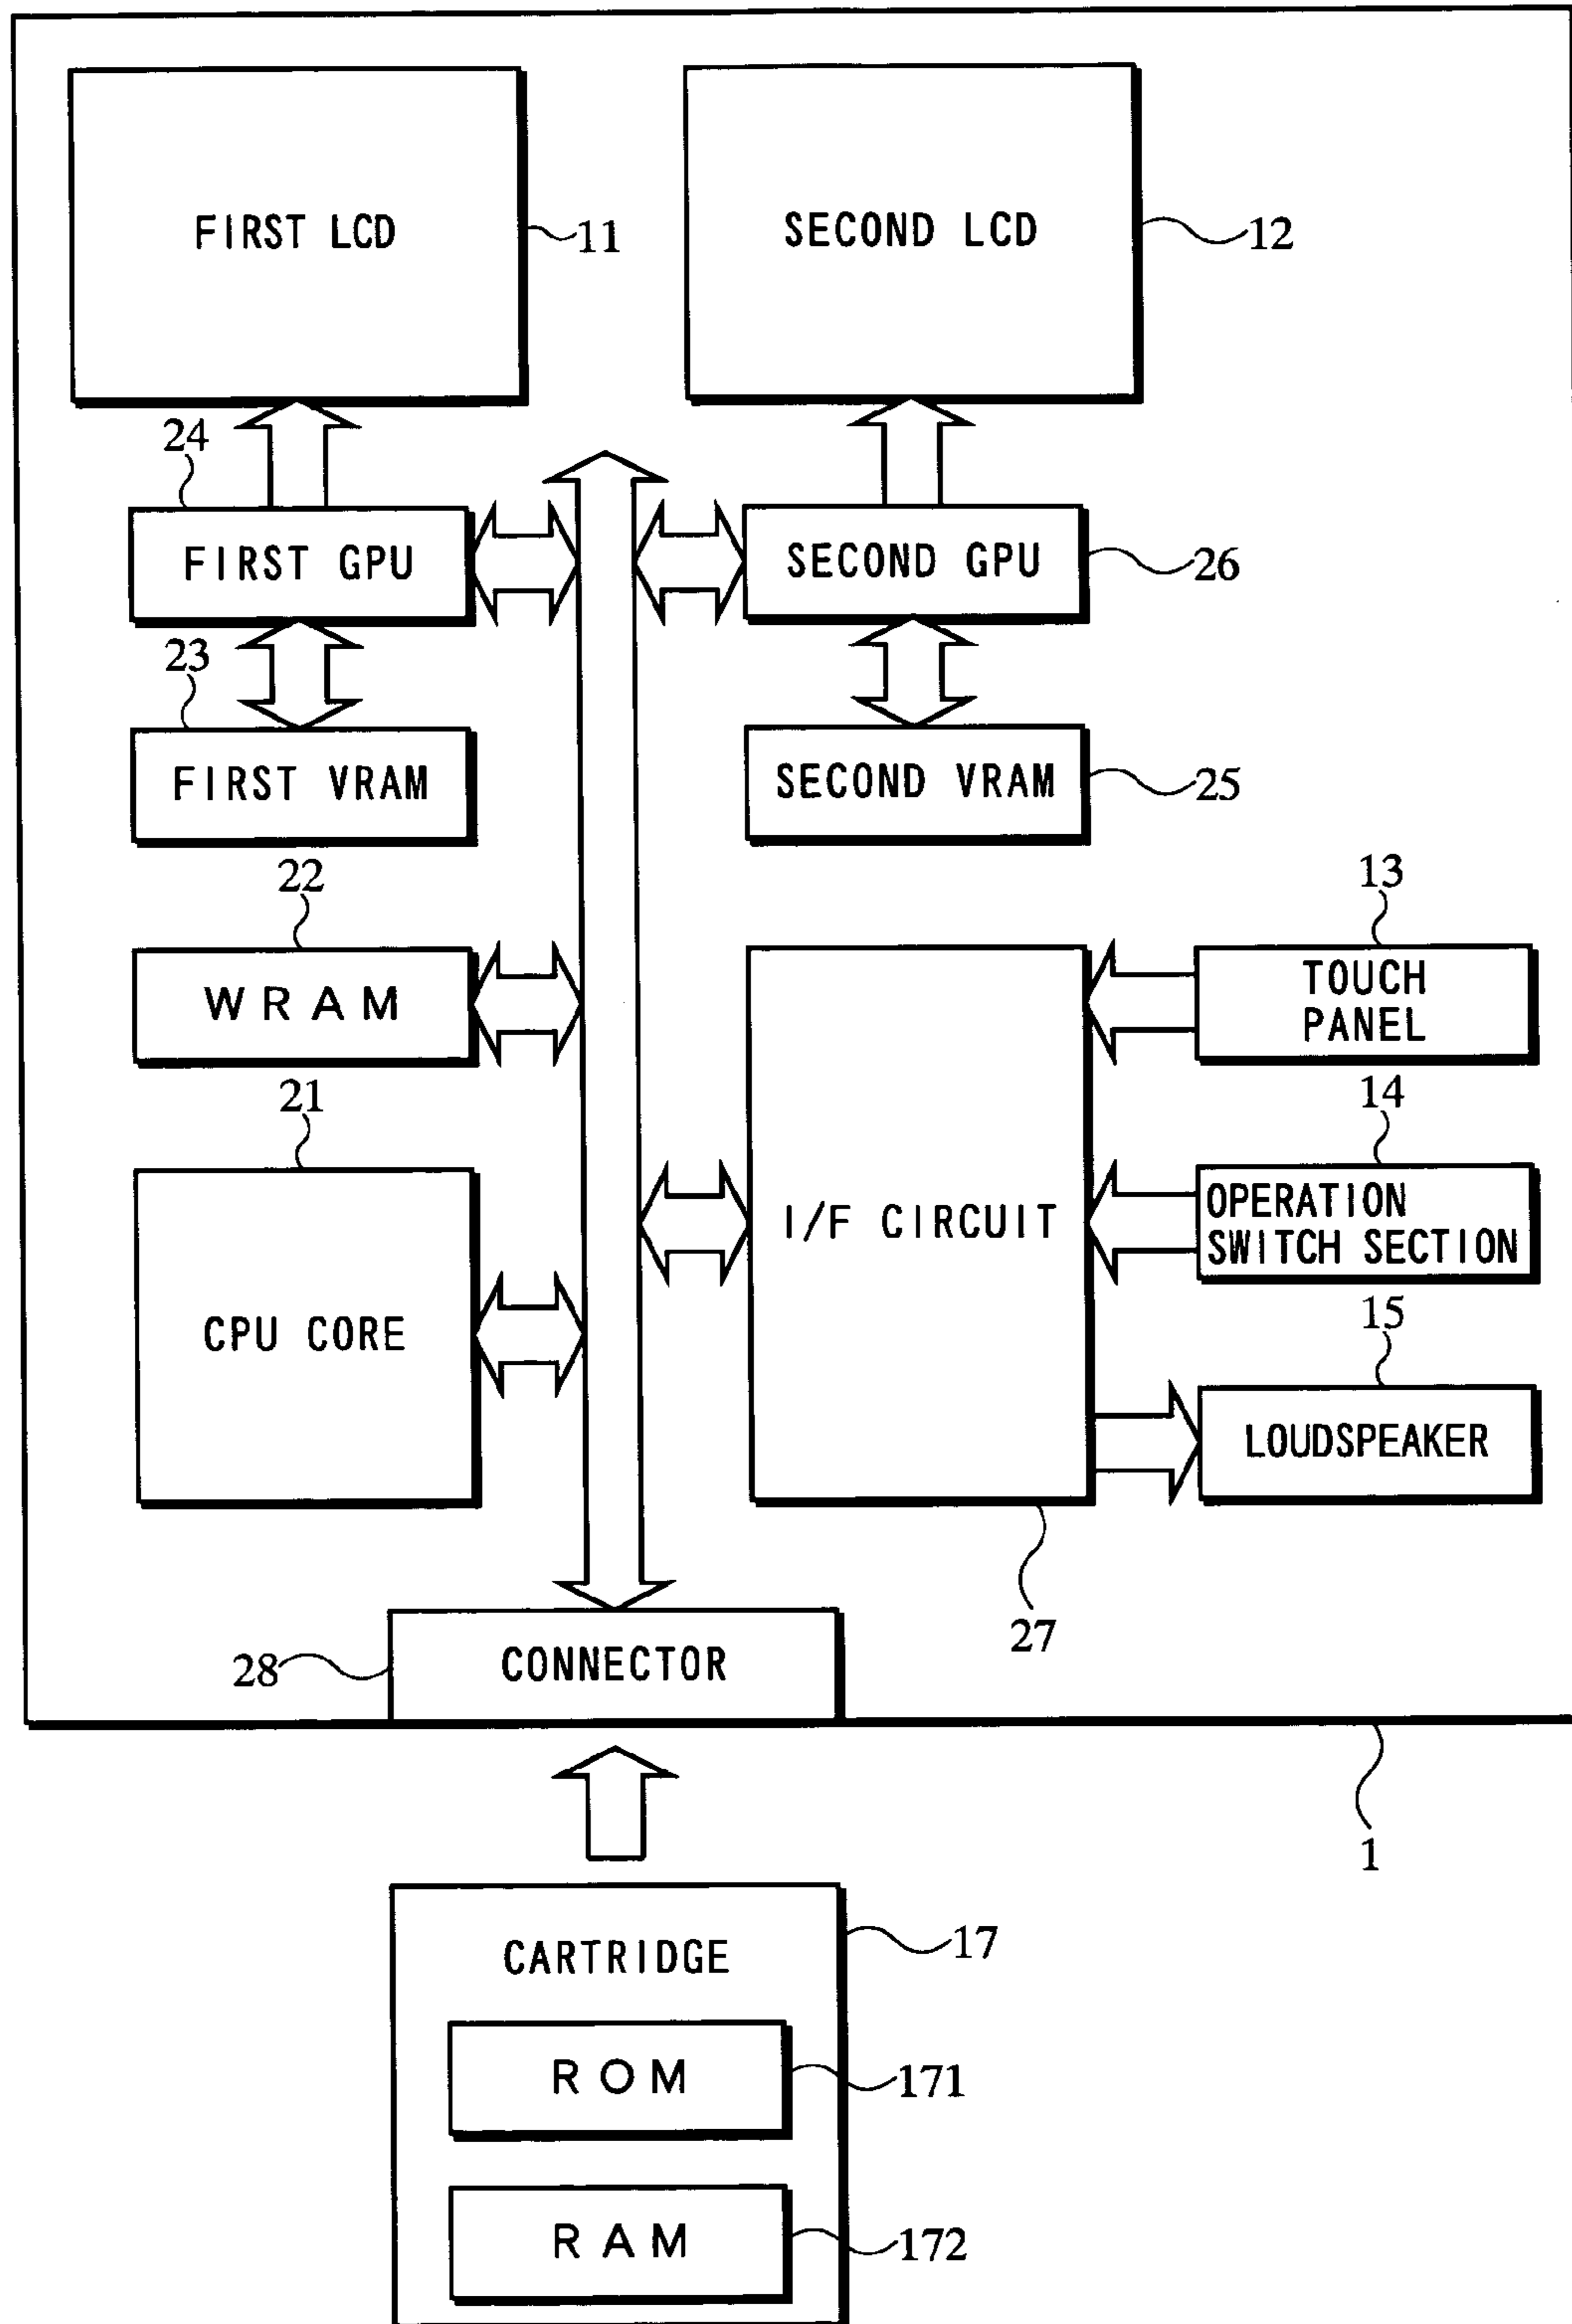 FIRST LCD
11
SECOND LCD
12
24
FIRST GPU
SECOND GPU
26
23
FIRST VRAM
SECOND VRAM
25
22
WRAM
13
TOUCH
PANEL
21
CPU CORE
I/F CIRCUIT
14
OPERATION
SWITCH SECTION
15
LOUDSPEAKER
27
28
CONNECTOR
1
CARTRIDGE
17
ROM
171
RAM
172